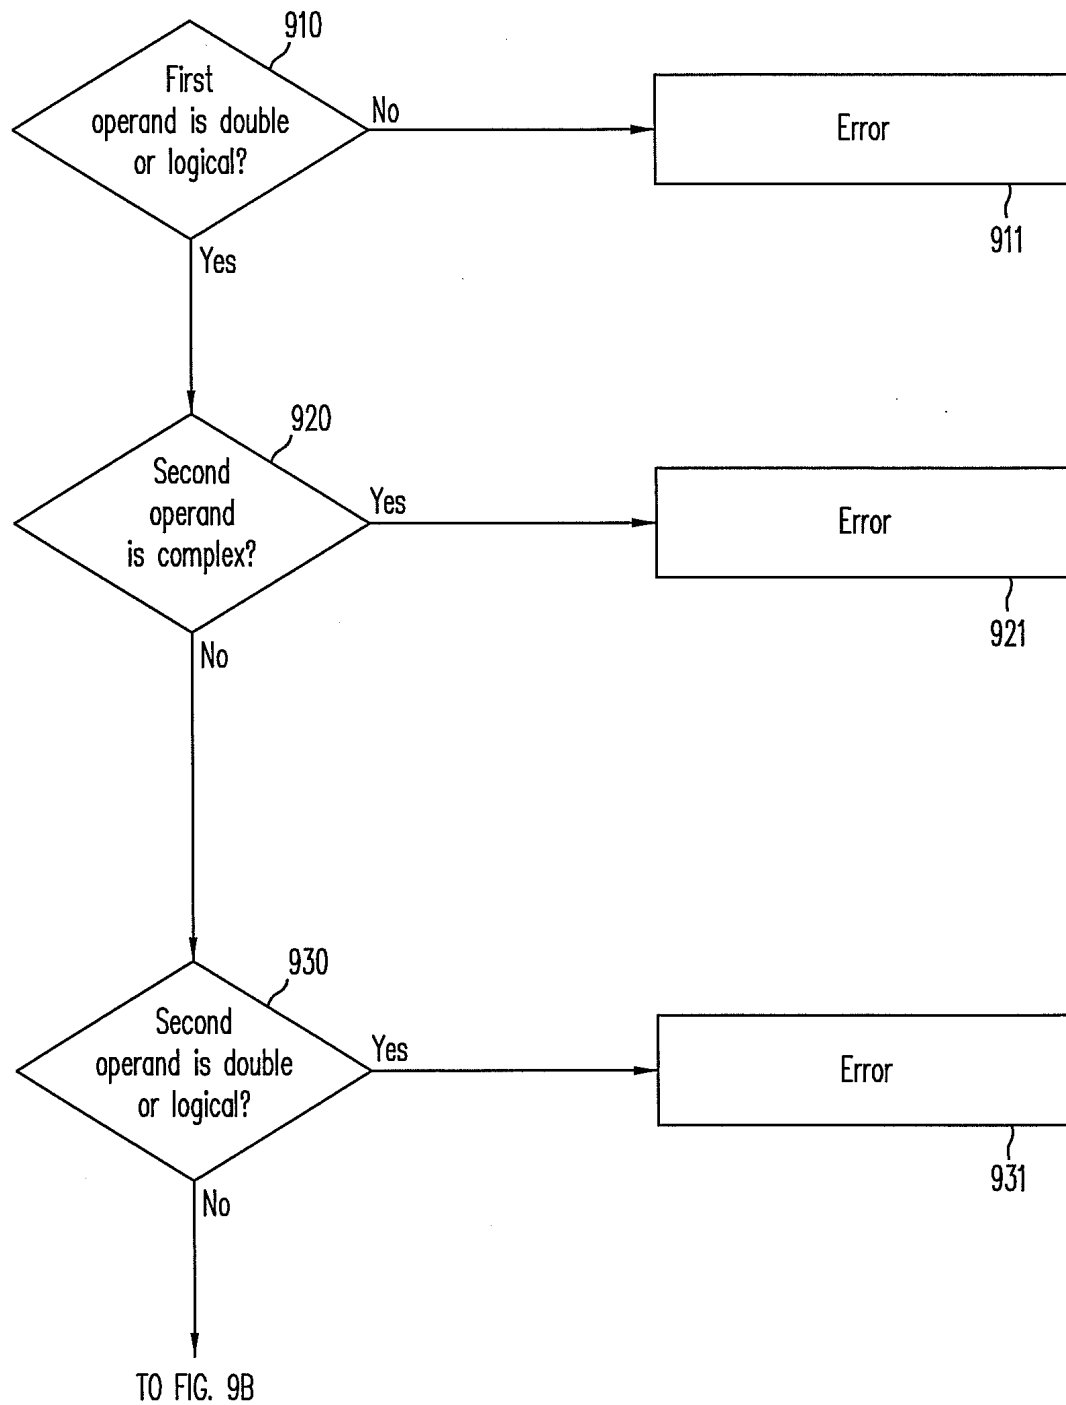 910
First
operand is double
or logical?
No
Error
911
Yes
920
Second
operand
is complex?
Yes
Error
921
No
930
Second
operand is double
or logical?
Yes
Error
931
No
TO FIG. 9B